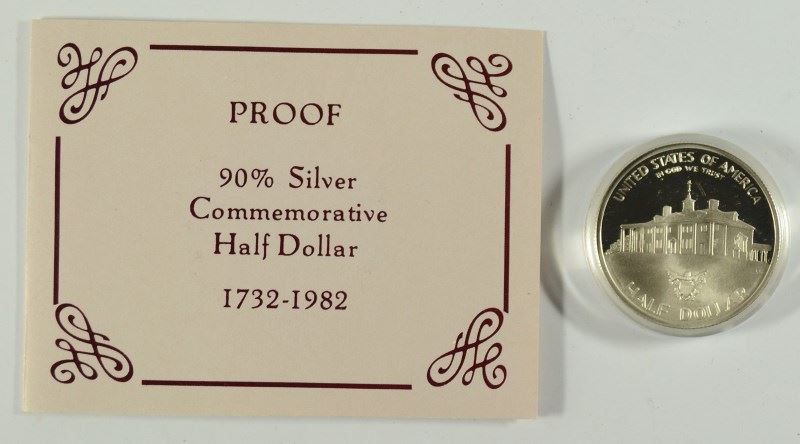 PROOF
90% Silver
Commemorative
Half Dollar
1732-1982
UNITED STATES OF AMERICA
IN GOD WE TRUST
HALF DOLLAR